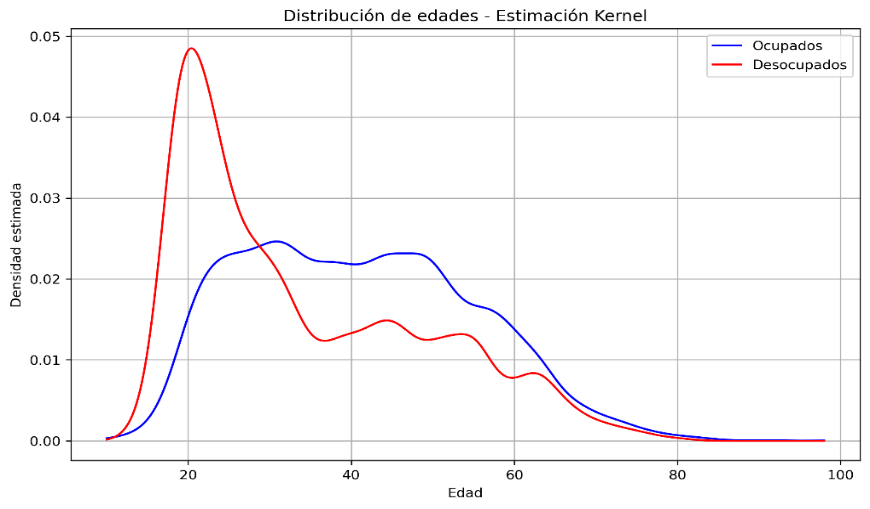 Distribución de edades - Estimación Kernel
Ocupados
Desocupados
Densidad estimada
0.05
0.04
0.03
0.02
0.01
0.00
20 40 60 80 100
Edad